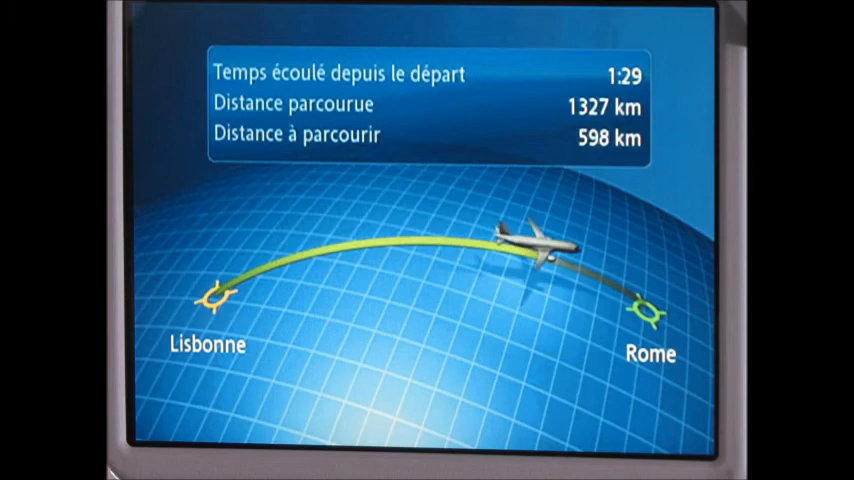 Temps écoulé depuis le départ 1:29
Distance parcourue 1327 km
Distance à parcourir 598 km
Lisbonne
Rome